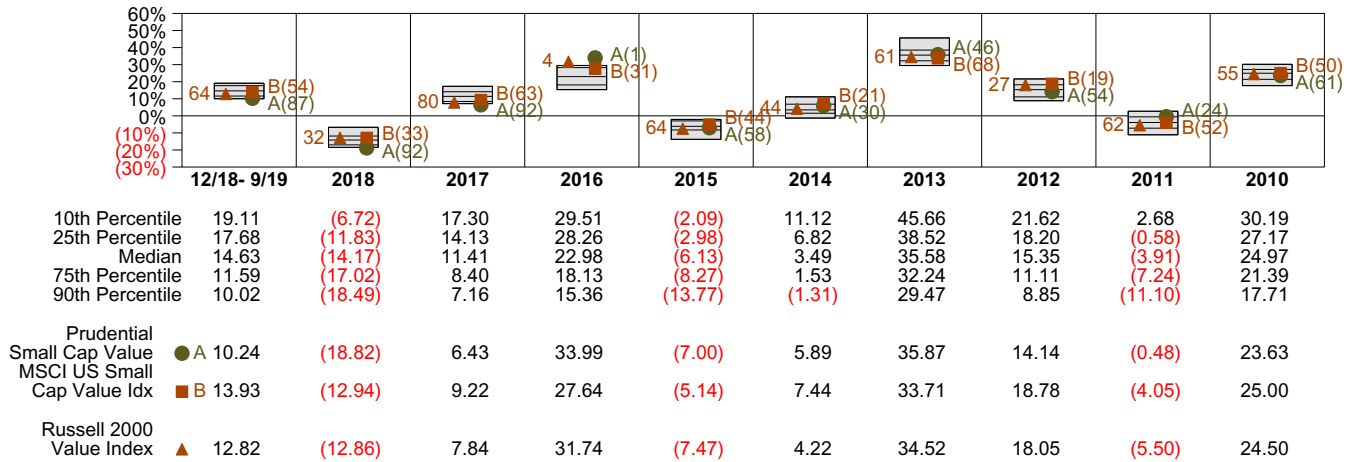 60%
50%
40%
30%
20%
10%
0%
(10%)
(20%)
(30%)
64 B(54) A(87)
32 B(33) A(92)
80 B(63) A(92)
4 A(1) B(31)
64 B(44) A(58)
44 B(21) A(30)
61 A(46) B(68)
27 B(19) A(54)
62 A(24) B(52)
55 B(50) A(61)
12/18- 9/19 2018 2017 2016 2015 2014 2013 2012 2011 2010
10th Percentile 19.11 (6.72) 17.30 29.51 (2.09) 11.12 45.66 21.62 2.68 30.19
25th Percentile 17.68 (11.83) 14.13 28.26 (2.98) 6.82 38.52 18.20 (0.58) 27.17
Median 14.63 (14.17) 11.41 22.98 (6.13) 3.49 35.58 15.35 (3.91) 24.97
75th Percentile 11.59 (17.02) 8.40 18.13 (8.27) 1.53 32.24 11.11 (7.24) 21.39
90th Percentile 10.02 (18.49) 7.16 15.36 (13.77) (1.31) 29.47 8.85 (11.10) 17.71
Prudential
Small Cap Value A 10.24 (18.82) 6.43 33.99 (7.00) 5.89 35.87 14.14 (0.48) 23.63
MSCI US Small
Cap Value Idx B 13.93 (12.94) 9.22 27.64 (5.14) 7.44 33.71 18.78 (4.05) 25.00
Russell 2000
Value Index 12.82 (12.86) 7.84 31.74 (7.47) 4.22 34.52 18.05 (5.50) 24.50